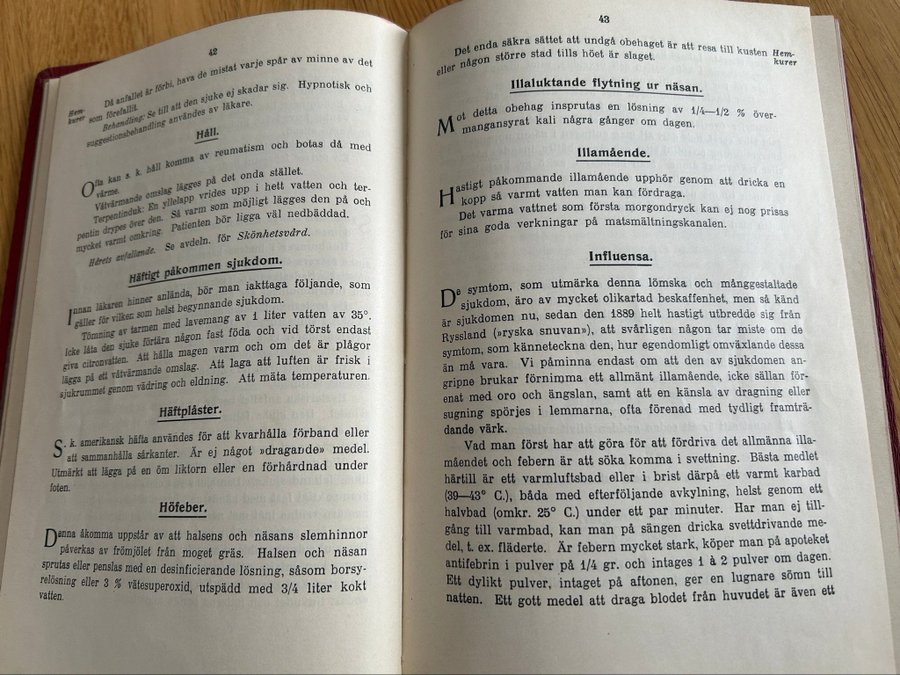 42
Då anfallet är förbi, hava de mistat varje spår av minne av det
Hem-
kurer
som förefallit.
Behandling: Se till att den sjuke ej skadar sig. Hypnotisk och
suggestionsbehandling användes av läkare.
Håll.
Ofta kan s. k. håll komma av reumatism och botas då med
värme.
Våtvärmande omslag lägges på det onda stället.
Terpentinduk: En yllelapp vrides upp i hett vatten och ter-
pentin drypes över den. Så varm som möjligt lägges den på och
mycket varmt omkring. Patienten bör ligga väl nedbäddad.
Hårets avfallande. Se avdeln. för Skönhetsvård.
Häftigt påkommen sjukdom.
Innan läkaren hinner anlända, bör man iakttaga följande, som
gäller för vilken som helst begynnande sjukdom.
Tömning av tarmen med lavemang av 1 liter vatten av 35°.
Icke låta den sjuke förtära någon fast föda och vid törst endast
giva citronvatten. Att hålla magen varm och om det är plågor
lägga på ett våtvärmande omslag. Att laga att luften är frisk i
sjukrummet genom vädring och eldning. Att mäta temperaturen.
Häftplåster.
S. k. amerikansk häfta användes för att kvarhålla förband eller
att sammanhålla sårkanter. Är ej något »dragande» medel.
Utmärkt att lägga på en öm liktorn eller en förhårdnad under
foten.
Höfeber.
Denna åkomma uppstår av att halsens och näsans slemhinnor
påverkas av frömjölet från moget gräs. Halsen och näsan
sprutas eller penslas med en desinficierande lösning, såsom borsy-
relösning eller 3 % vätesuperoxid, utspädd med 3/4 liter kokt
vatten.
43
Det enda säkra sättet att undgå obehaget är att resa till kusten
Hem-
kurer
eller någon större stad tills höet är slaget.
Illaluktande flytning ur näsan.
Mot detta obehag insprutas en lösning av 1/4—1/2 % över-
mangansyrat kali några gånger om dagen.
Illamående.
Hastigt påkommande illamående upphör genom att dricka en
kopp så varmt vatten man kan fördraga.
Det varma vattnet som första morgondryck kan ej nog prisas
för sina goda verkningar på matsmältningskanalen.
Influensa.
De symtom, som utmärka denna lömska och månggestaltade
sjukdom, äro av mycket olikartad beskaffenhet, men så känd
är sjukdomen nu, sedan den 1889 helt hastigt utbredde sig från
Ryssland (»ryska snuvan»), att svårligen någon tar miste om de
symtom, som känneteckna den, hur egendomligt omväxlande dessa
än må vara. Vi påminna endast om att den av sjukdomen an-
gripne brukar förnimma ett allmänt illamående, icke sällan för-
enat med oro och ängslan, samt att en känsla av dragning eller
sugning spörjes i lemmarna, ofta förenad med tydligt framträ-
dande värk.
Vad man först har att göra för att fördriva det allmänna illa-
måendet och febern är att söka komma i svettning. Bästa medlet
härtill är ett varmluftsbad eller i brist därpå ett varmt karbad
(39—43° C.), båda med efterföljande avkylning, helst genom ett
halvbad (omkr. 25° C.) under ett par minuter. Har man ej till-
gång till varmbad, kan man på sängen dricka svettdrivande me-
del, t. ex. fläderte. Är febern mycket stark, köper man på apoteket
antifebrin i pulver på 1/4 gr. och intages 1 à 2 pulver om dagen.
Ett dylikt pulver, intaget på aftonen, ger en lugnare sömn till
natten. Ett gott medel att draga blodet från huvudet är även ett